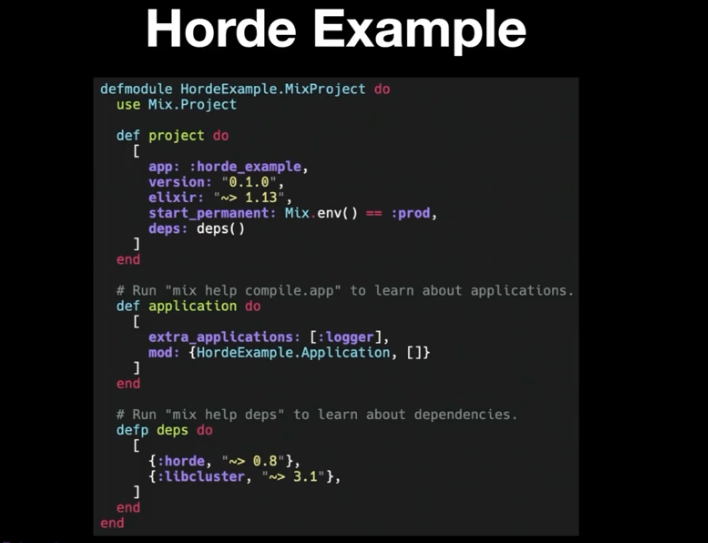 Horde Example
defmodule HordeExample.MixProject do
  use Mix.Project

  def project do
    [
      app: :horde_example,
      version: "0.1.0",
      elixir: "~> 1.13",
      start_permanent: Mix.env() == :prod,
      deps: deps()
    ]
  end

  # Run "mix help compile.app" to learn about applications.
  def application do
    [
      extra_applications: [:logger],
      mod: {HordeExample.Application, []}
    ]
  end

  # Run "mix help deps" to learn about dependencies.
  defp deps do
    [
      {:horde, "~> 0.8"},
      {:libcluster, "~> 3.1"},
    ]
  end
end